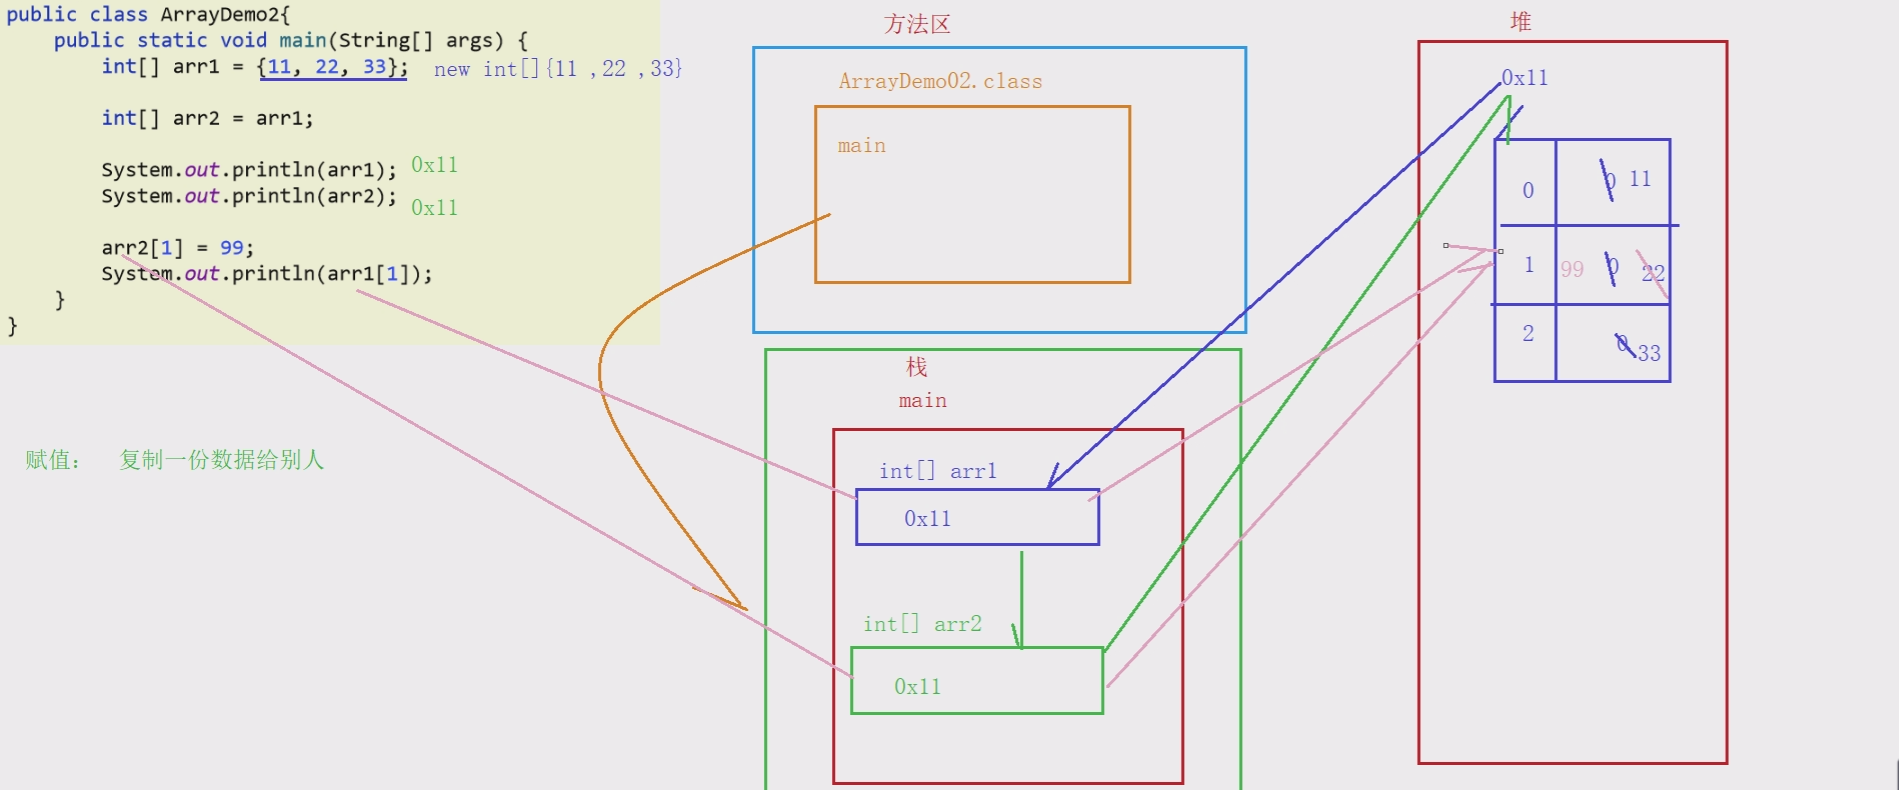 public class ArrayDemo2{
public static void main(String[] args) {
int[] arr1 = {11, 22, 33}; new int[]{11 ,22 ,33}
int[] arr2 = arr1;
System.out.println(arr1); 0x11
System.out.println(arr2); 0x11
arr2[1] = 99;
System.out.println(arr1[1]);
}
}
赋值： 复制一份数据给别人
方法区
ArrayDemo02.class
main
栈
main
int[] arr1
0x11
int[] arr2
0x11
堆
0x11
0 0 11
1 99 0 22
2 0 33